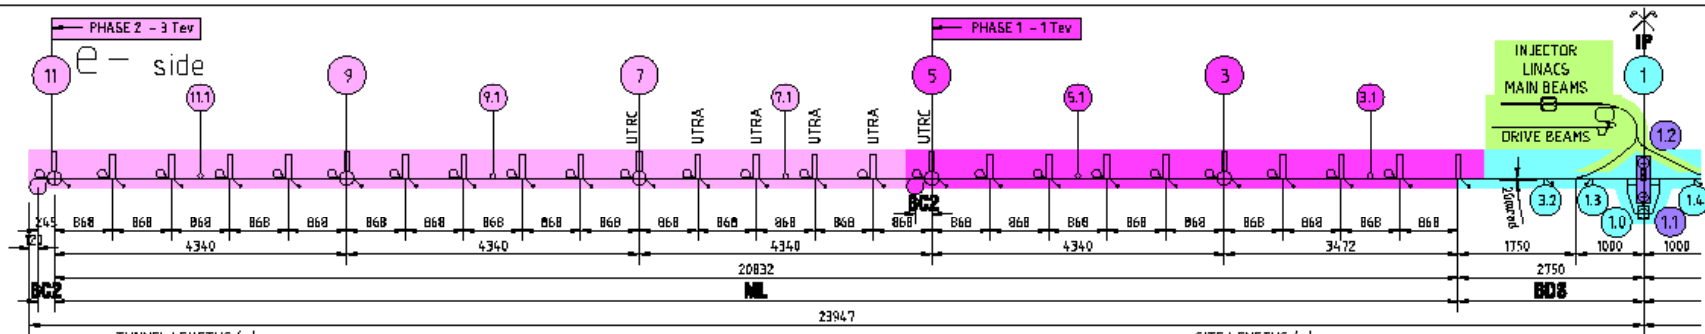 PHASE 2 - 3 Tev
PHASE 1 - 1 Tev
IP
e- side
11
9
7
5
3
1
11.1
9.1
7.1
5.1
3.1
INJECTOR
LINACS
MAIN BEAMS
DRIVE BEAMS
UTRC
UTRA
UTRA
UTRA
UTRA
UTRC
1.2
BC2
20mrad
3.2
1.3
1.0
1.1
1.4
245 868 868 868 868 868 868 868 868 868 868 868 868 868 868 868 868 868 868 868 868 868 868 868 868
120
4340 4340 4340 4340 3472 1750 1000 1000
20832 2750
BC2 ML BDS
23947